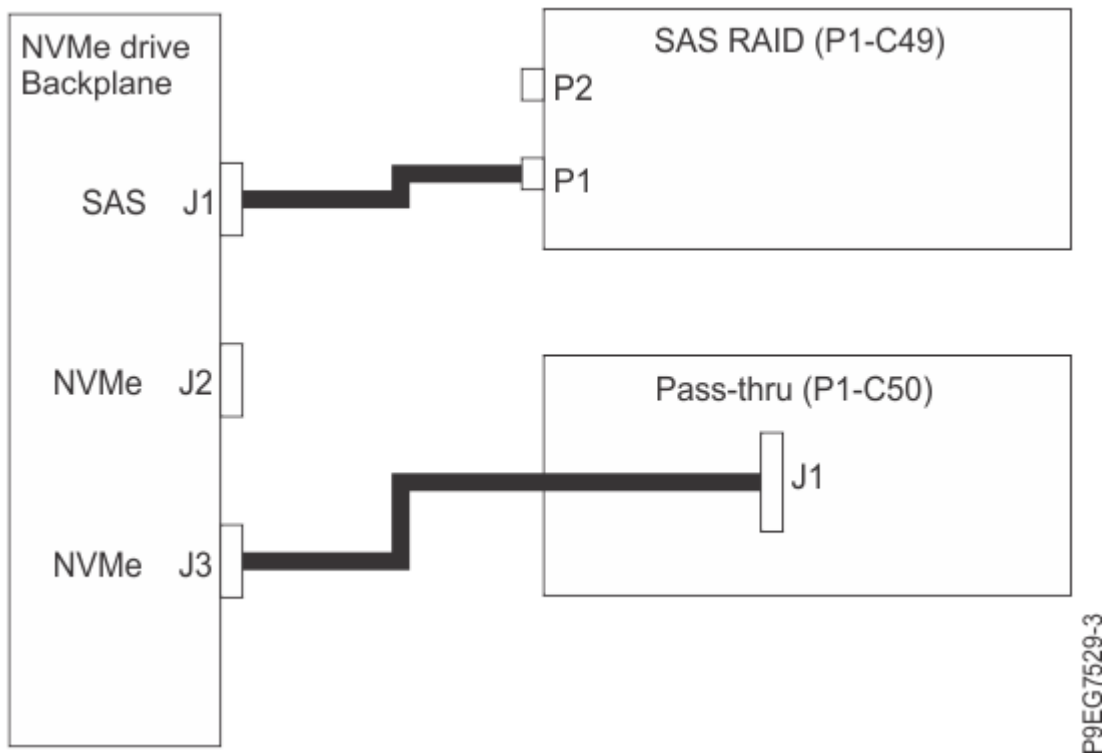 NVMe drive
Backplane
SAS J1
NVMe J2
NVMe J3
SAS RAID (P1-C49)
P2
P1
Pass-thru (P1-C50)
J1
P9EG7529-3